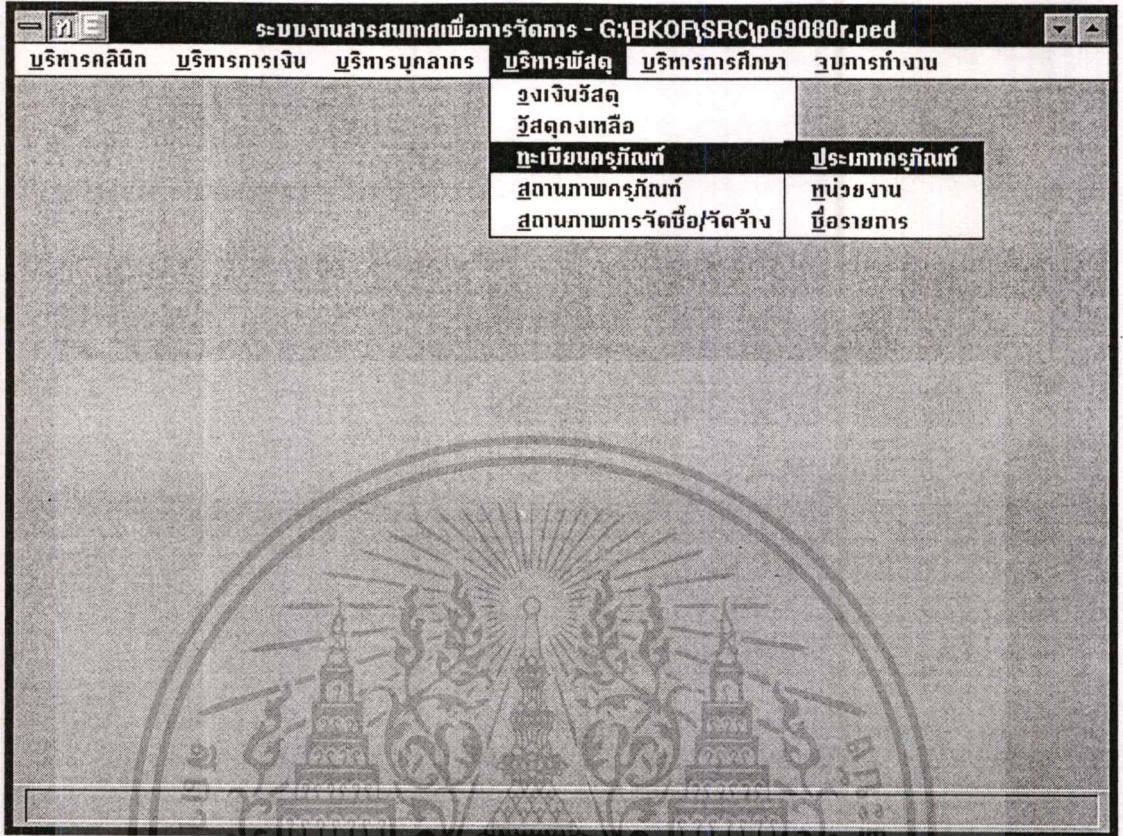 ท E ระบบงานสารสนเทศเพื่อการจัดการ - G:\BKOF\SRC\p69080r.ped
บริหารคลินิก บริหารการเงิน บริหารบุคลากร บริหารพัสดุ บริหารการศึกษา จบการทำงาน
วงเงินวัสดุ
วัสดุคงเหลือ
ทะเบียนครุภัณฑ์ ประเภทครุภัณฑ์
สถานภาพครุภัณฑ์ หน่วยงาน
สถานภาพการจัดซื้อ/จัดจ้าง ชื่อรายการ